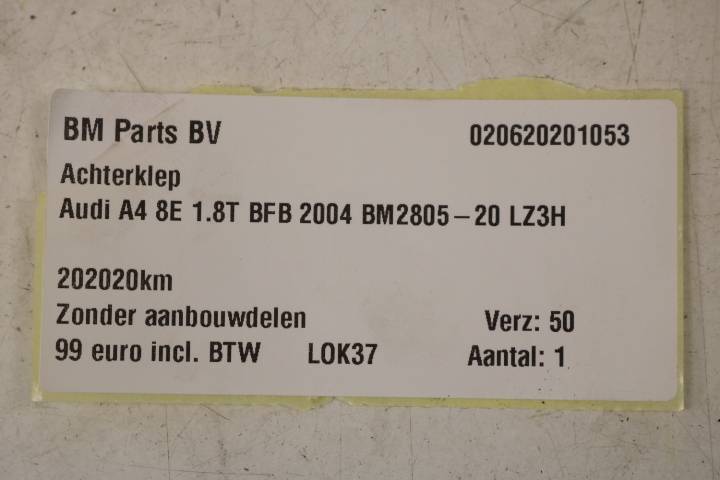 BM Parts BV 020620201053
Achterklep
Audi A4 8E 1.8T BFB 2004 BM2805-20 LZ3H
202020km
Zonder aanbouwdelen Verz: 50
99 euro incl. BTW LOK37 Aantal: 1